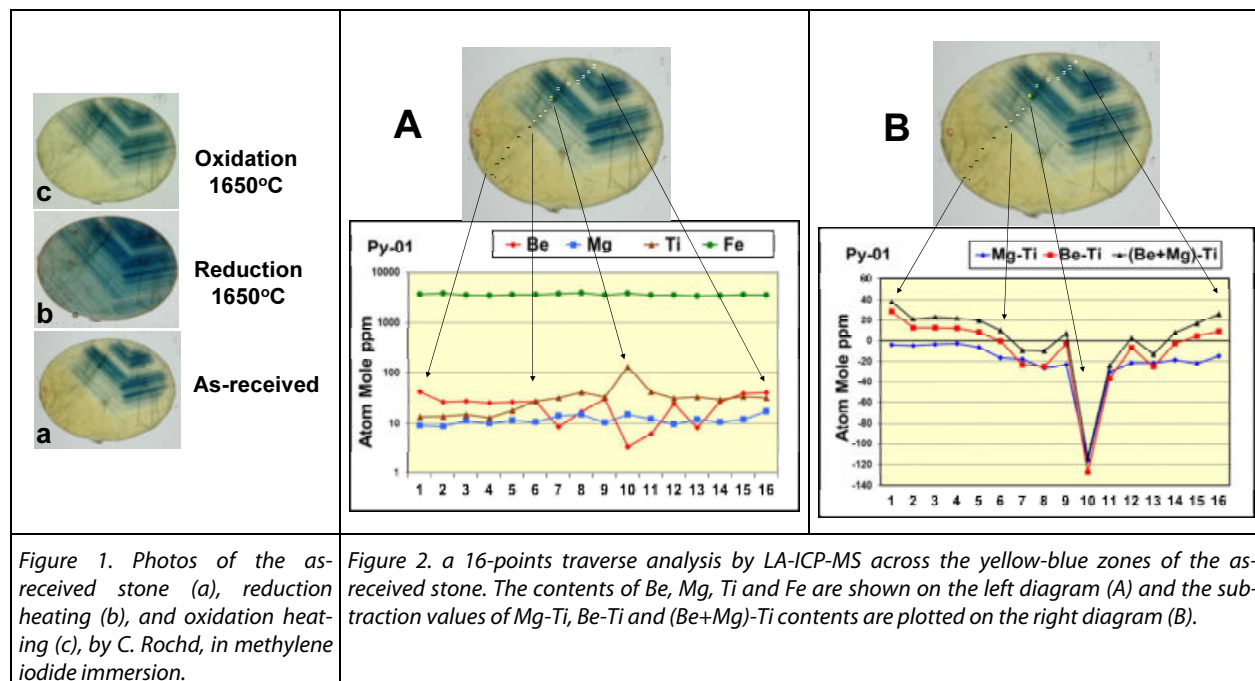 c
Oxidation
1650°C
b
Reduction
1650°C
a
As-received
A
Py-01
Be Mg Ti Fe
Atom Mole ppm
10000
1000
100
10
1
1 2 3 4 5 6 7 8 9 10 11 12 13 14 15 16
B
Py-01
Mg-Ti Be-Ti (Be+Mg)-Ti
Atom Mole ppm
60
40
20
0
-20
-40
-60
-80
-100
-120
-140
1 2 3 4 5 6 7 8 9 10 11 12 13 14 15 16
Figure 1. Photos of the as-
received stone (a), reduction
heating (b), and oxidation heat-
ing (c), by C. Rochd, in methylene
iodide immersion.
Figure 2. a 16-points traverse analysis by LA-ICP-MS across the yellow-blue zones of the as-
received stone. The contents of Be, Mg, Ti and Fe are shown on the left diagram (A) and the sub-
traction values of Mg-Ti, Be-Ti and (Be+Mg)-Ti contents are plotted on the right diagram (B).